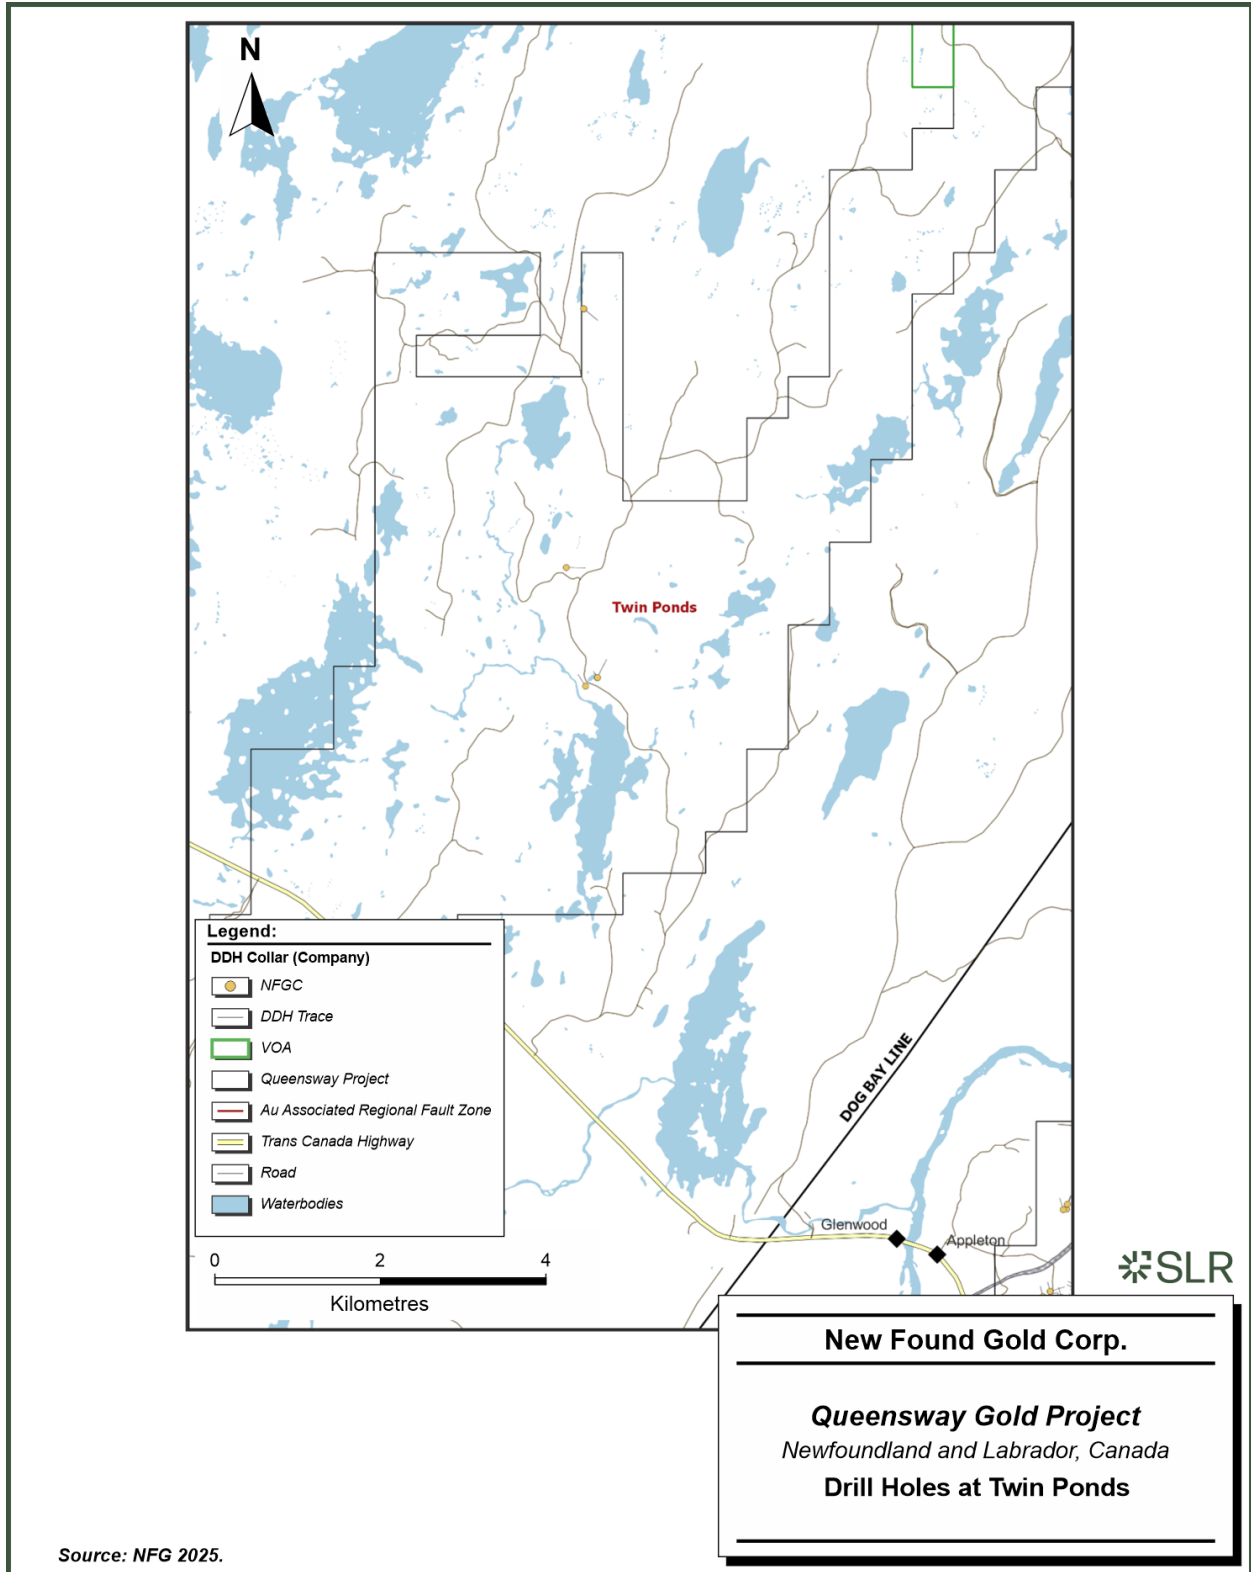 N
Twin Ponds
DOG BAY LINE
Glenwood
Appleton
Legend:
DDH Collar (Company)
NFGC
DDH Trace
VOA
Queensway Project
Au Associated Regional Fault Zone
Trans Canada Highway
Road
Waterbodies
0 2 4
Kilometres
SLR
New Found Gold Corp.
Queensway Gold Project
Newfoundland and Labrador, Canada
Drill Holes at Twin Ponds
Source: NFG 2025.